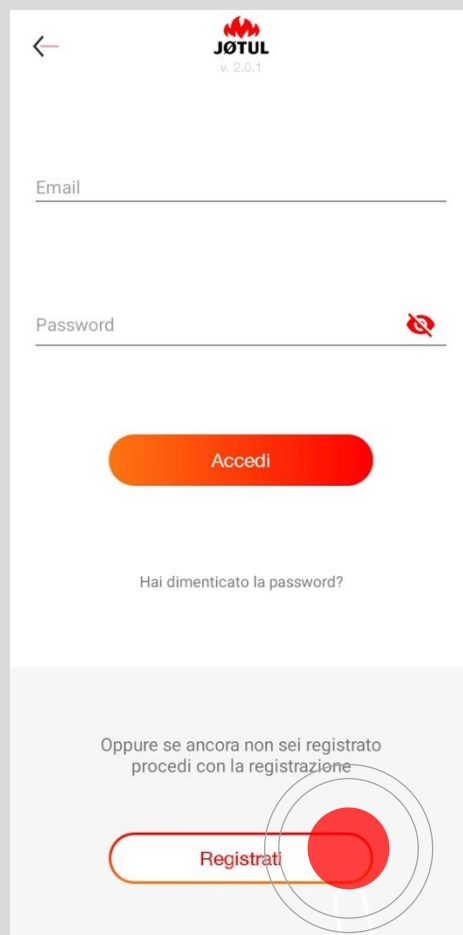 JØTUL
v. 2.0.1
Email
Password
Accedi
Hai dimenticato la password?
Oppure se ancora non sei registrato
procedi con la registrazione
Registrati